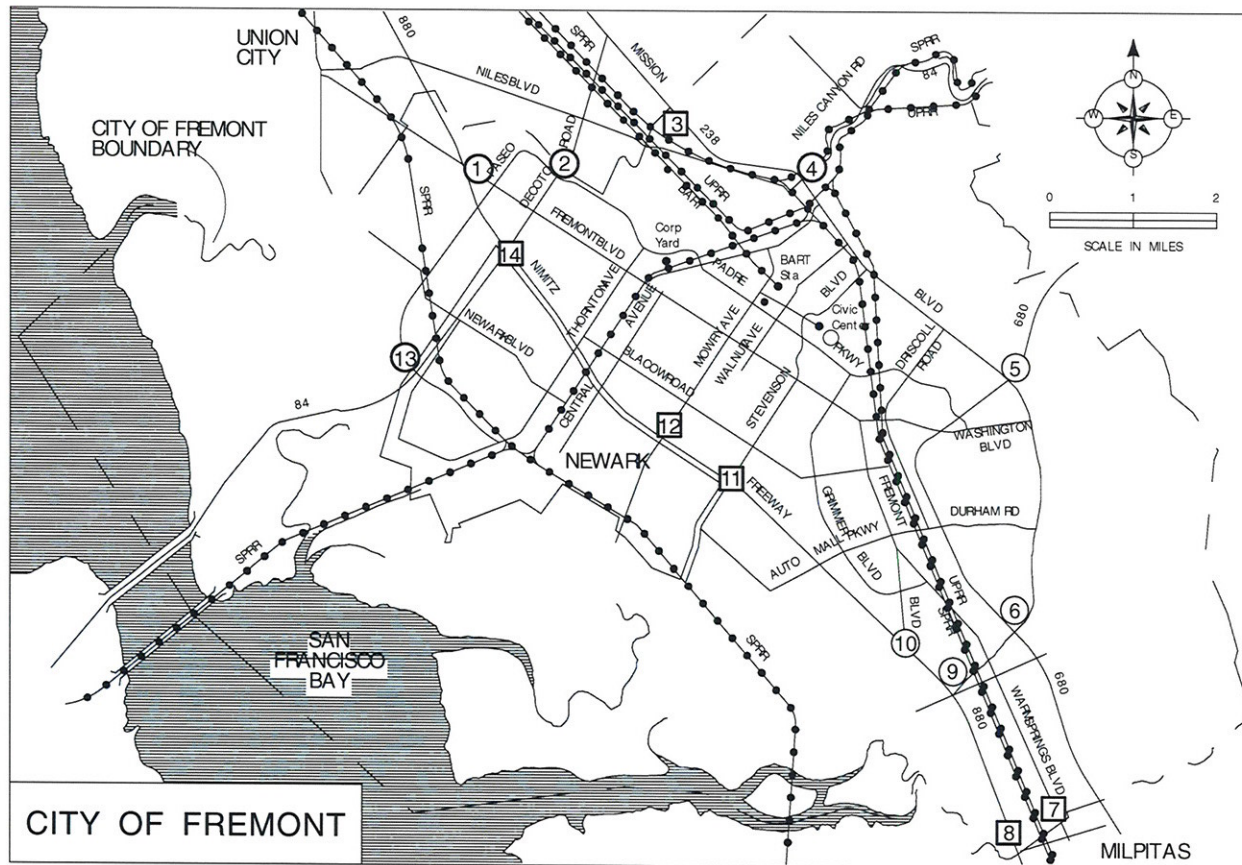 UNION
CITY
880
SPRR
MISSION
SPRR
84
NILES CANYON RD
UPRR
NILES BLVD
CITY OF FREMONT
BOUNDARY
3
238
N
W
E
S
1
PASEO
DECOTO
ROAD
2
4
SPRR
UPRR
BART
0
1
2
SCALE IN MILES
FREMONT BLVD
Corp
Yard
PADRE
BART
Sta
14
NIMITZ
THORNTON AVE
AVENUE
CENTRAL
MOWRY AVE
WALNUT AVE
BLVD
Civic
Center
PKWY
BLVD
DRISCOLL
ROAD
680
NEWARK BLVD
BLACOW ROAD
STEVENSON
13
5
84
12
WASHINGTON
BLVD
NEWARK
11
FREEWAY
GRIMMER
BLVD
FREMONT
BLVD
DURHAM RD
AUTO
MALL PKWY
SPRR
UPRR
SPRR
6
SAN
FRANCISCO
BAY
SPRR
10
9
880
WARM SPRINGS BLVD
680
7
8
CITY OF FREMONT
MILPITAS